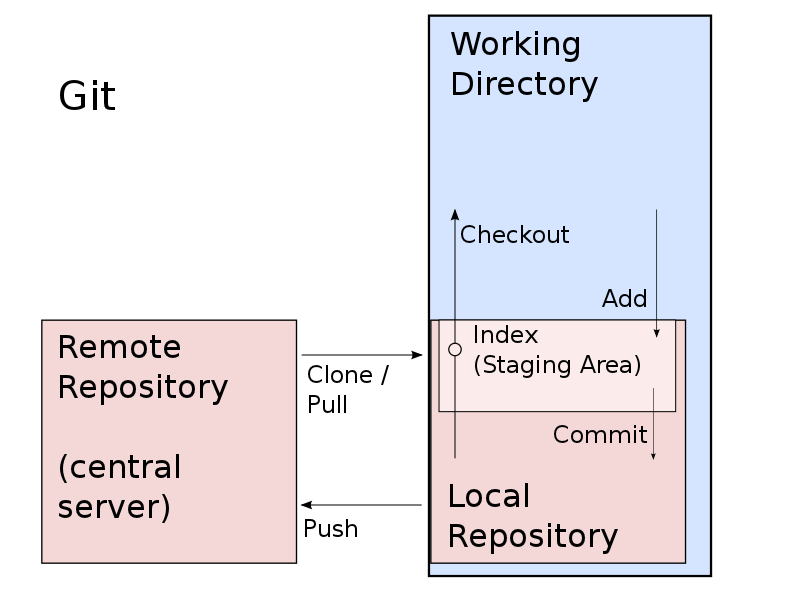 Git
Working
Directory
Checkout
Add
Index
(Staging Area)
Remote
Repository
(central
server)
Clone /
Pull
Commit
Local
Repository
Push